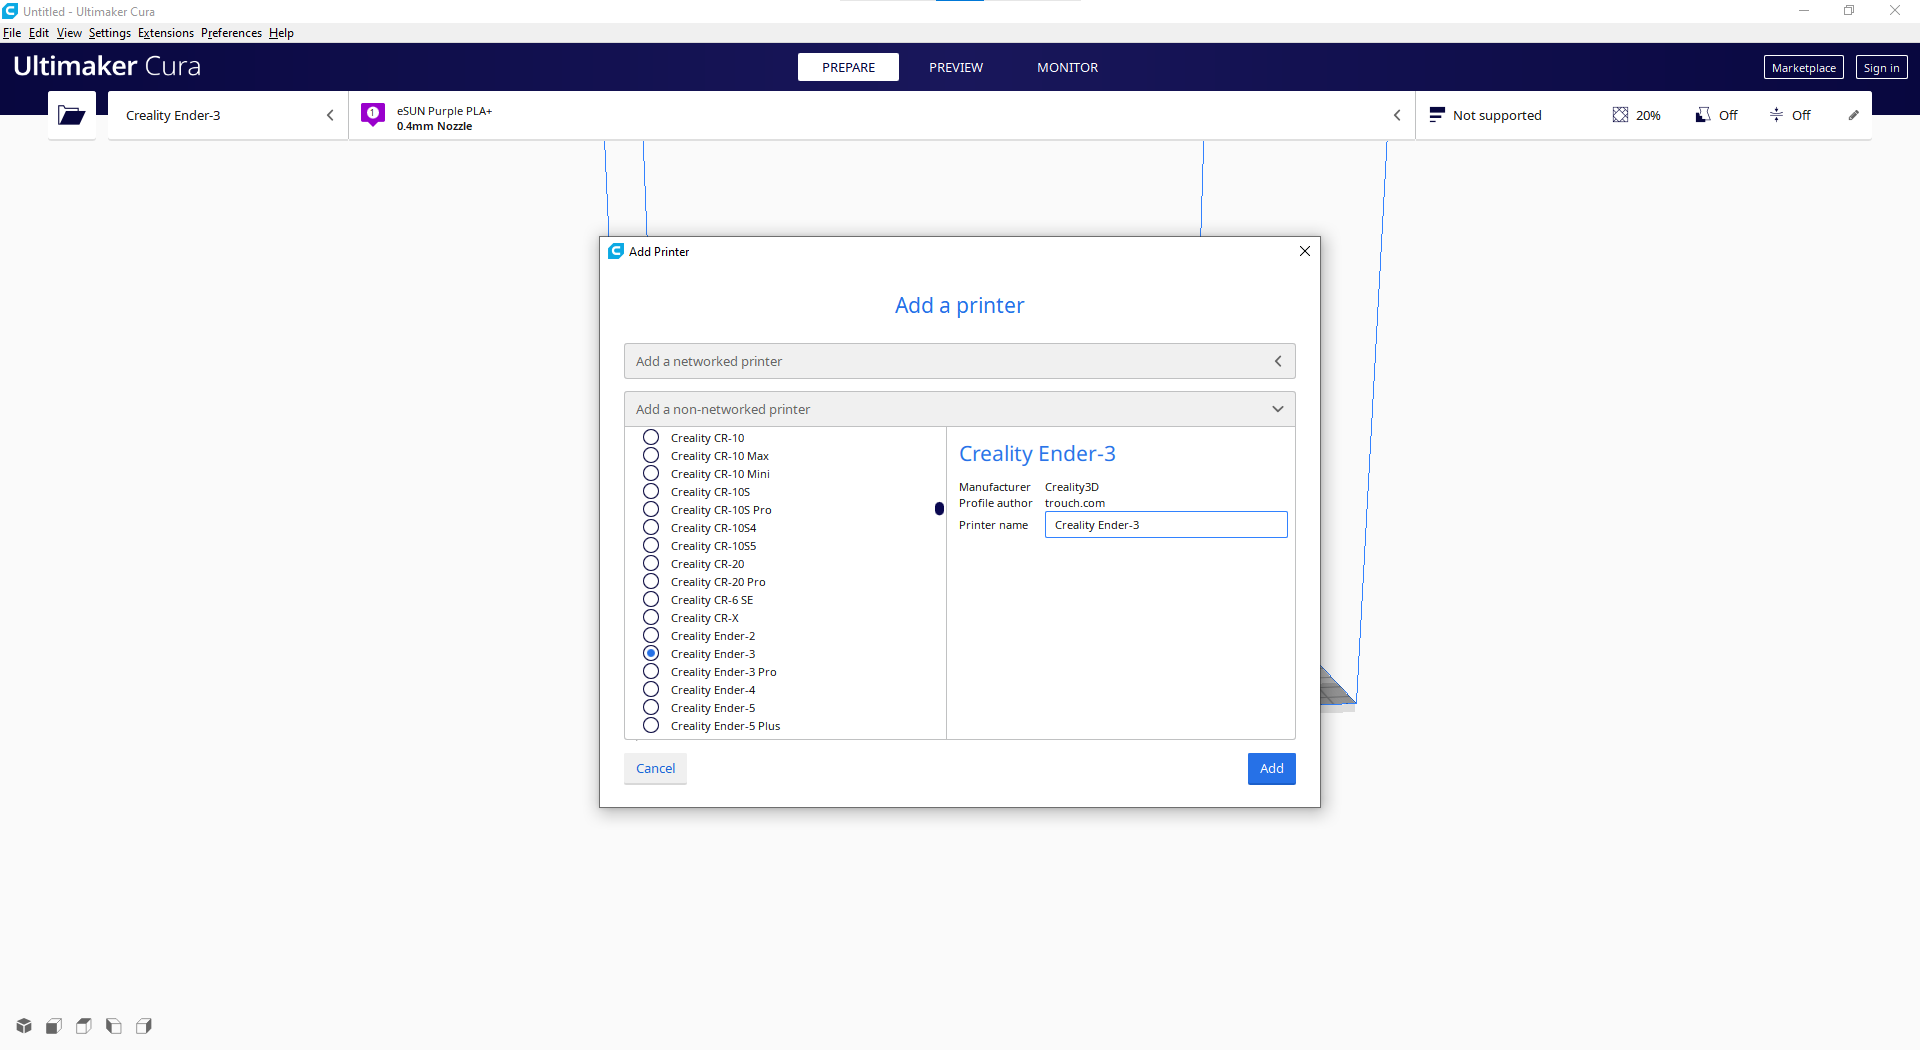 Untitled - Ultimaker Cura
File Edit View Settings Extensions Preferences Help
Ultimaker Cura
PREPARE PREVIEW MONITOR
Marketplace Sign in
Creality Ender-3
1
eSUN Purple PLA+
0.4mm Nozzle
Not supported 20% Off Off
Add Printer
Add a printer
Add a networked printer
Add a non-networked printer
Creality CR-10
Creality CR-10 Max
Creality CR-10 Mini
Creality CR-10S
Creality CR-10S Pro
Creality CR-10S4
Creality CR-10S5
Creality CR-20
Creality CR-20 Pro
Creality CR-6 SE
Creality CR-X
Creality Ender-2
Creality Ender-3
Creality Ender-3 Pro
Creality Ender-4
Creality Ender-5
Creality Ender-5 Plus
Creality Ender-3
Manufacturer Creality3D
Profile author trouch.com
Printer name Creality Ender-3
Cancel Add